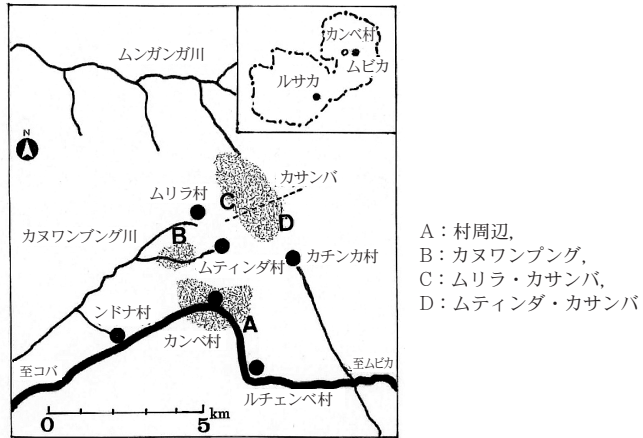 ムンガンガ川
カンベ村
ムピカ
ルサカ
N
カサンバ
ムリラ村
C
カヌワンブング川
B
D
ムティンダ村
カチンカ村
ンドナ村
A
カンベ村
至コバ
至ムピカ
ルチェンベ村
0 5 km
A:村周辺,
B:カヌワンプング,
C:ムリラ・カサンバ,
D:ムティンダ・カサンバ